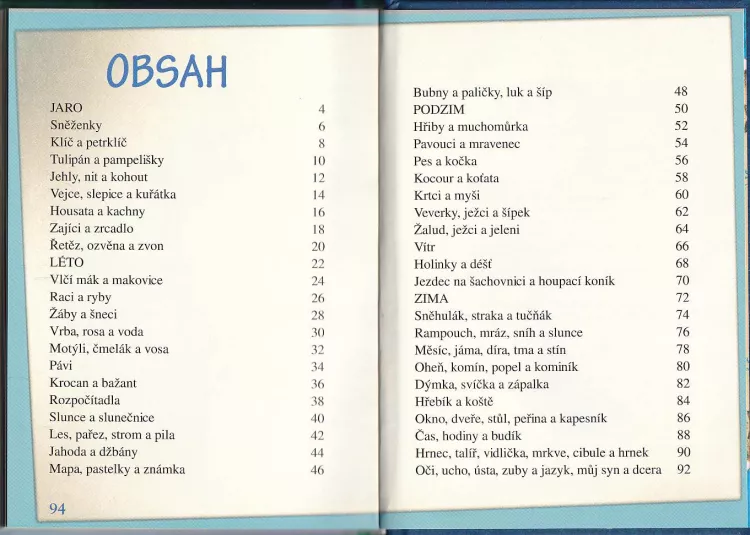 OBSAH
JARO 4
Sněženky 6
Klíč a petrklíč 8
Tulipán a pampelišky 10
Jehly, nit a kohout 12
Vejce, slepice a kuřátka 14
Housata a kachny 16
Zajíci a zrcadlo 18
Řetěz, ozvěna a zvon 20
LÉTO 22
Vlčí mák a makovice 24
Raci a ryby 26
Žáby a šneci 28
Vrba, rosa a voda 30
Motýli, čmelák a vosa 32
Pávi 34
Krocan a bažant 36
Rozpočítadla 38
Slunce a slunečnice 40
Les, pařez, strom a pila 42
Jahoda a džbány 44
Mapa, pastelky a známka 46
94
Bubny a paličky, luk a šíp 48
PODZIM 50
Hřiby a muchomůrka 52
Pavouci a mravenec 54
Pes a kočka 56
Kocour a koťata 58
Krtci a myši 60
Veverky, ježci a šípek 62
Žalud, ježci a jeleni 64
Vítr 66
Holinky a déšť 68
Jezdec na šachovnici a houpací koník 70
ZIMA 72
Sněhulák, straka a tučňák 74
Rampouch, mráz, sníh a slunce 76
Měsíc, jáma, díra, tma a stín 78
Oheň, komín, popel a kominík 80
Dýmka, svíčka a zápalka 82
Hřebík a koště 84
Okno, dveře, stůl, peřina a kapesník 86
Čas, hodiny a budík 88
Hrnec, talíř, vidlička, mrkve, cibule a hrnek 90
Oči, ucho, ústa, zuby a jazyk, můj syn a dcera 92